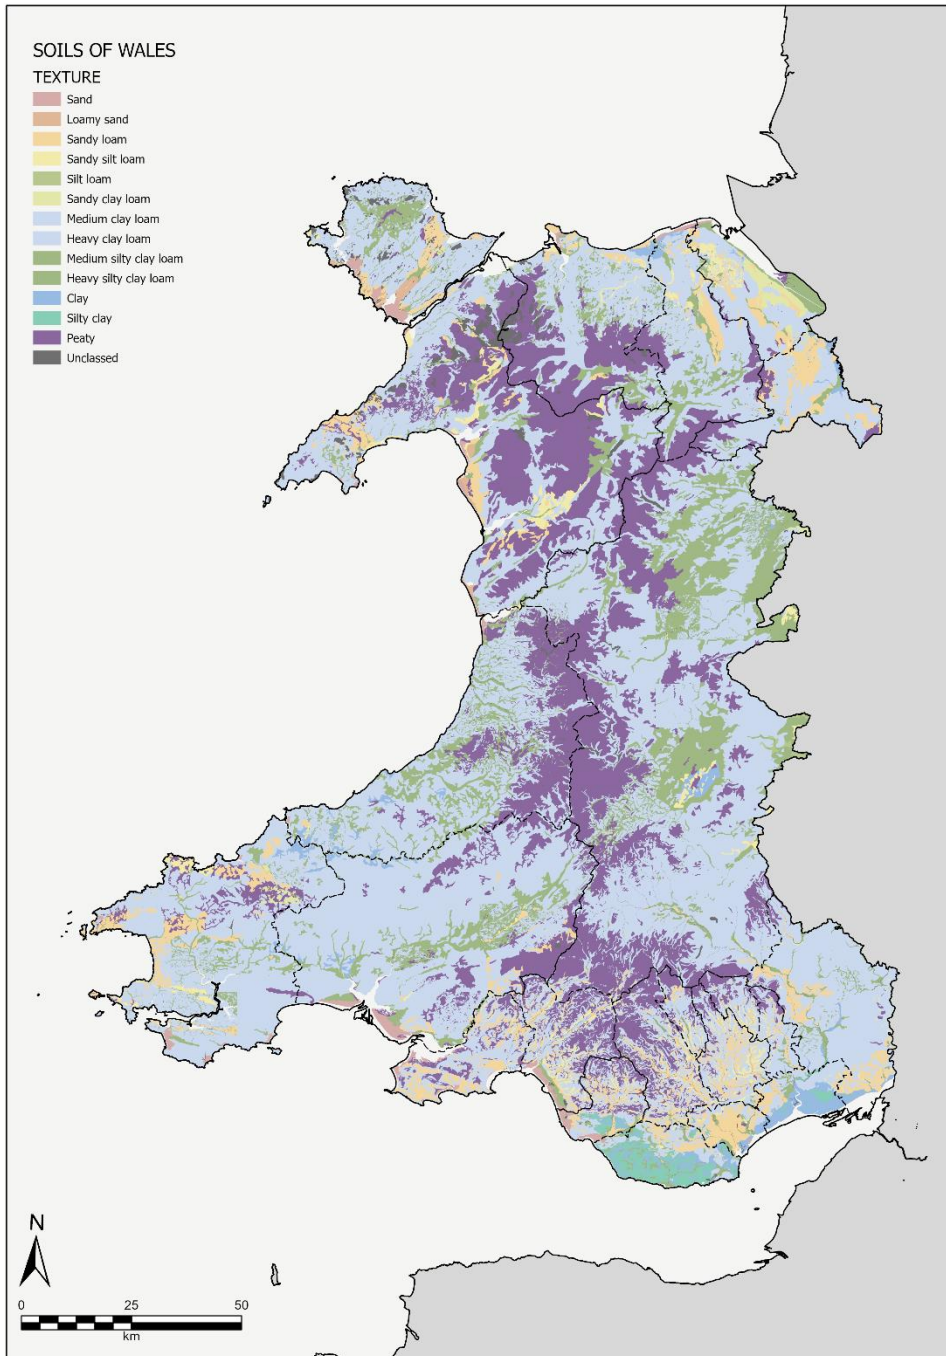 SOILS OF WALES
TEXTURE
Sand
Loamy sand
Sandy loam
Sandy silt loam
Silt loam
Sandy clay loam
Medium clay loam
Heavy clay loam
Medium silty clay loam
Heavy silty clay loam
Clay
Silty clay
Peaty
Unclassed
N
0 25 50
km